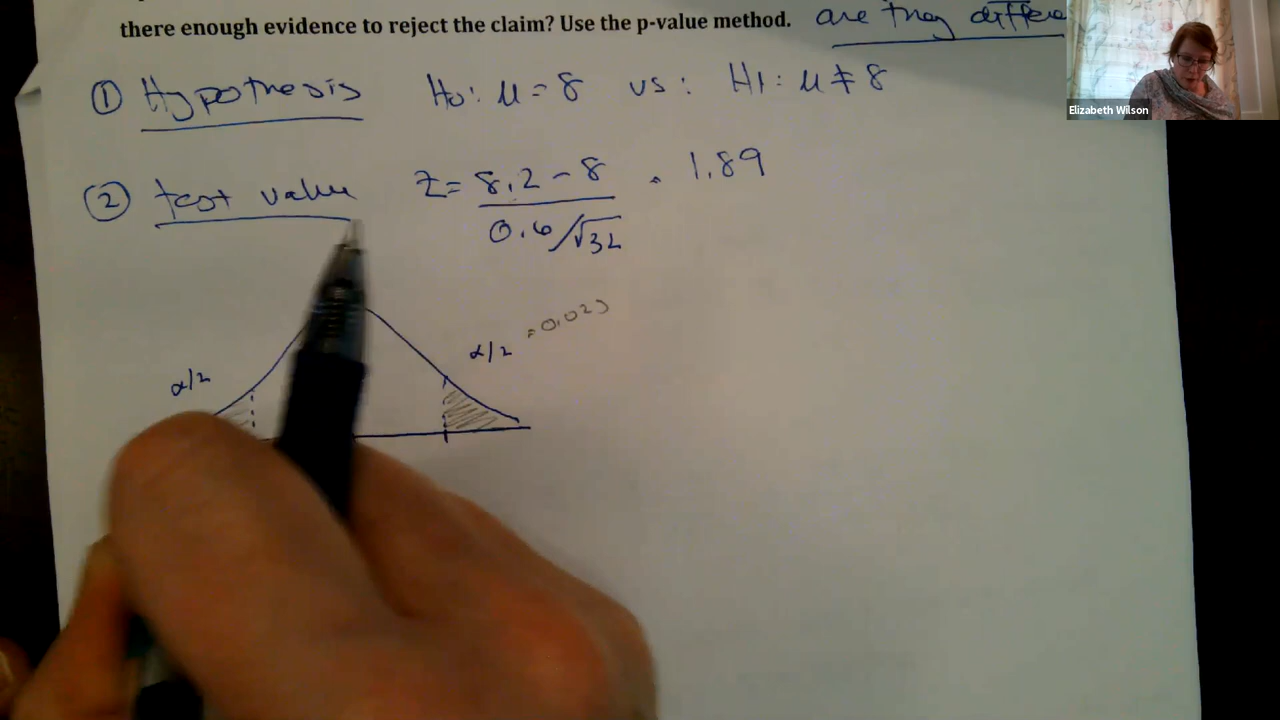 there enough evidence to reject the claim? Use the p-value method. are they differe
Elizabeth Wilson
① Hypothesis H0: μ = 8 vs: H1: μ ≠ 8
② test value Z = 8.2 - 8 = 1.89
0.6/√32
α/2 = 0.025
α/2